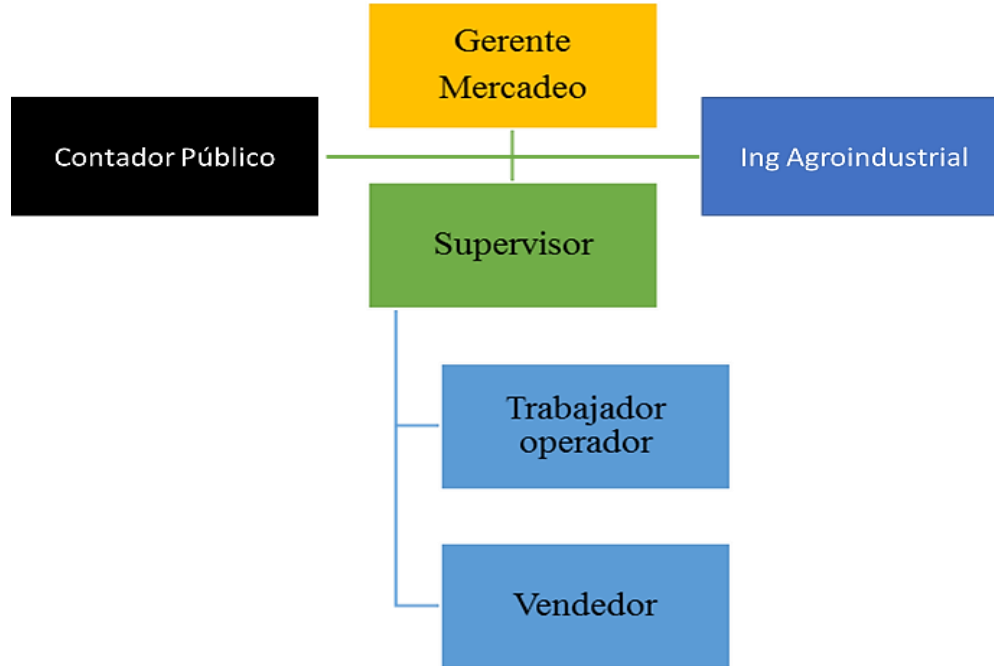 Gerente
Mercadeo
Contador Público
Ing Agroindustrial
Supervisor
Trabajador
operador
Vendedor